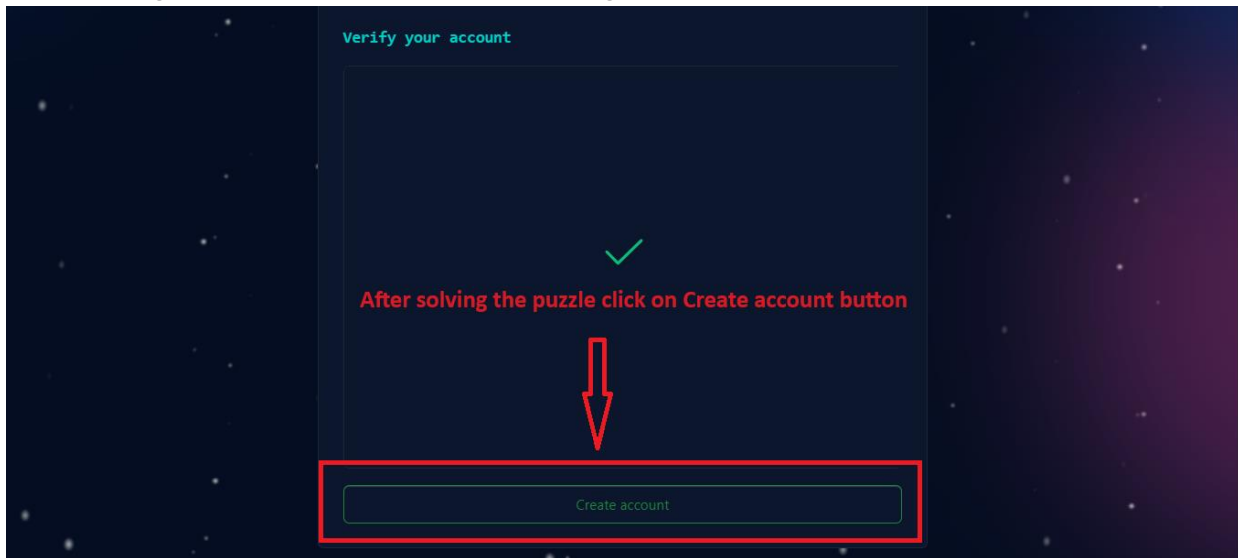 Verify your account
After solving the puzzle click on Create account button
Create account